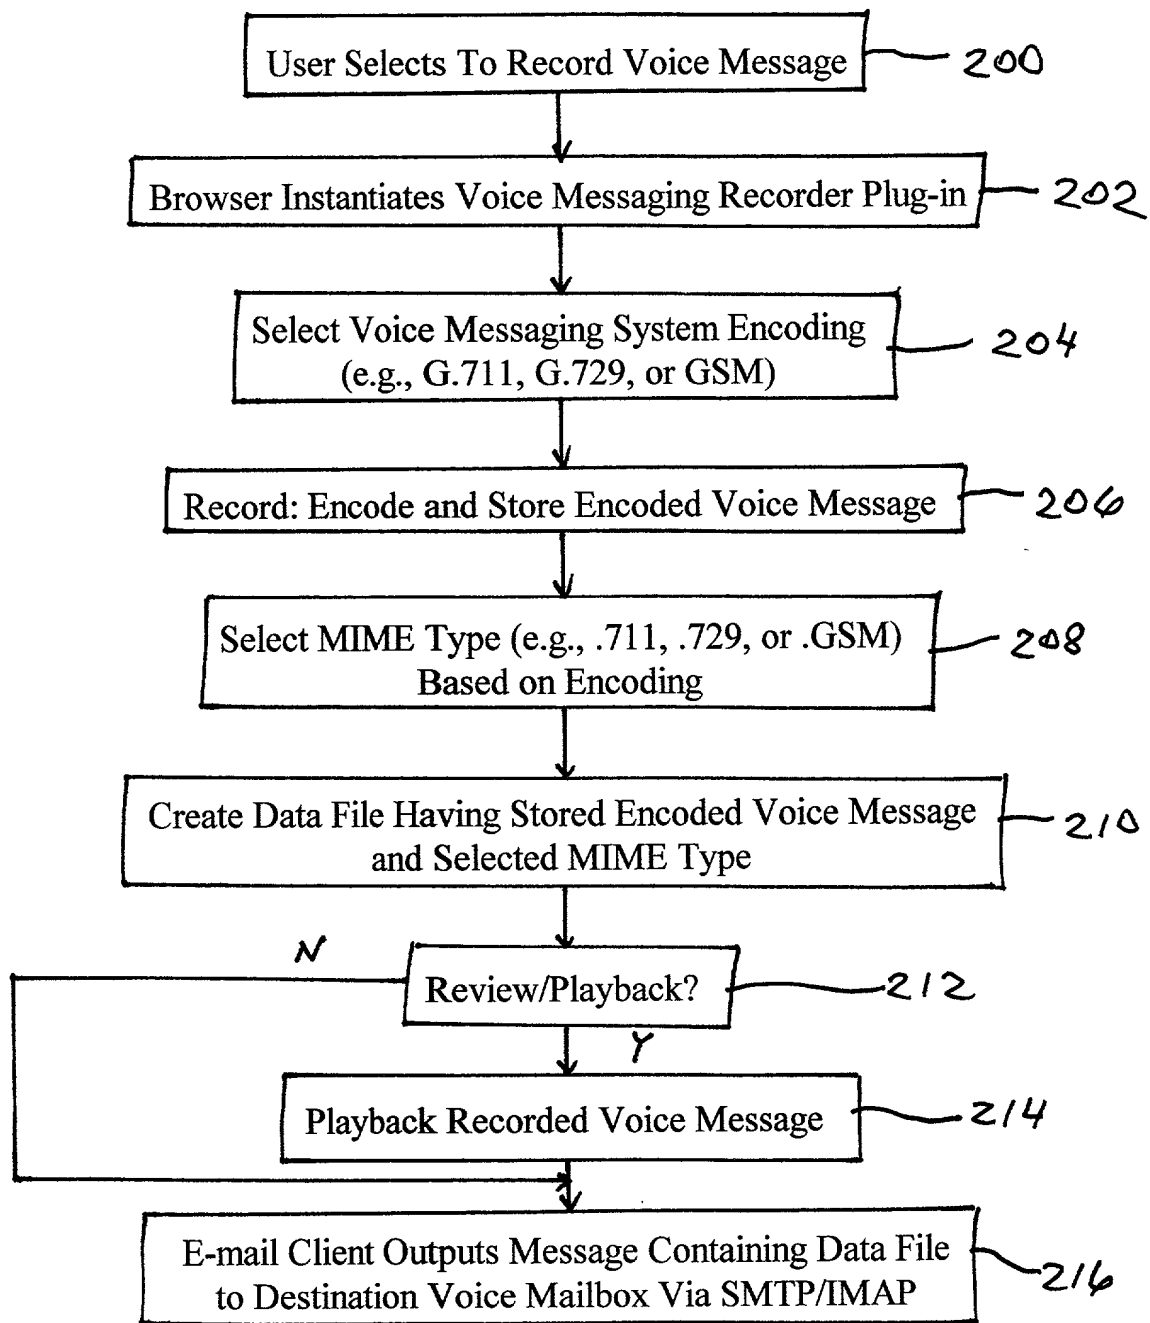 User Selects To Record Voice Message 200
Browser Instantiates Voice Messaging Recorder Plug-in 202
Select Voice Messaging System Encoding
(e.g., G.711, G.729, or GSM) 204
Record: Encode and Store Encoded Voice Message 206
Select MIME Type (e.g., .711, .729, or .GSM)
Based on Encoding 208
Create Data File Having Stored Encoded Voice Message
and Selected MIME Type 210
N
Review/Playback? 212
Y
Playback Recorded Voice Message 214
E-mail Client Outputs Message Containing Data File
to Destination Voice Mailbox Via SMTP/IMAP 216